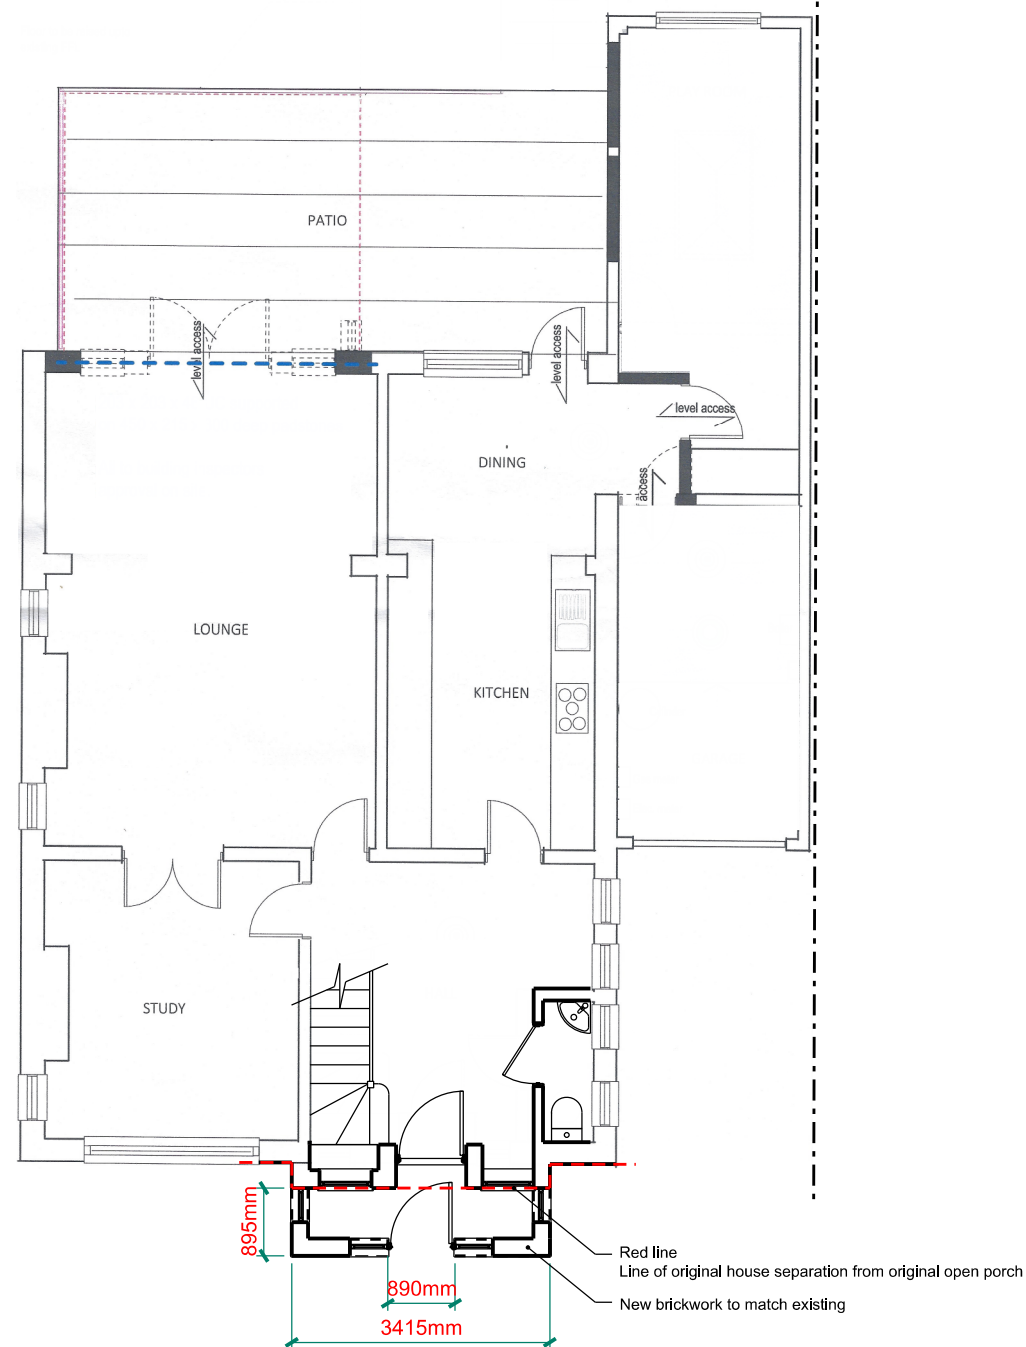 PATIO
level access
level access
level access
DINING
access
LOUNGE
KITCHEN
STUDY
895mm
Red line
Line of original house separation from original open porch
890mm
New brickwork to match existing
3415mm